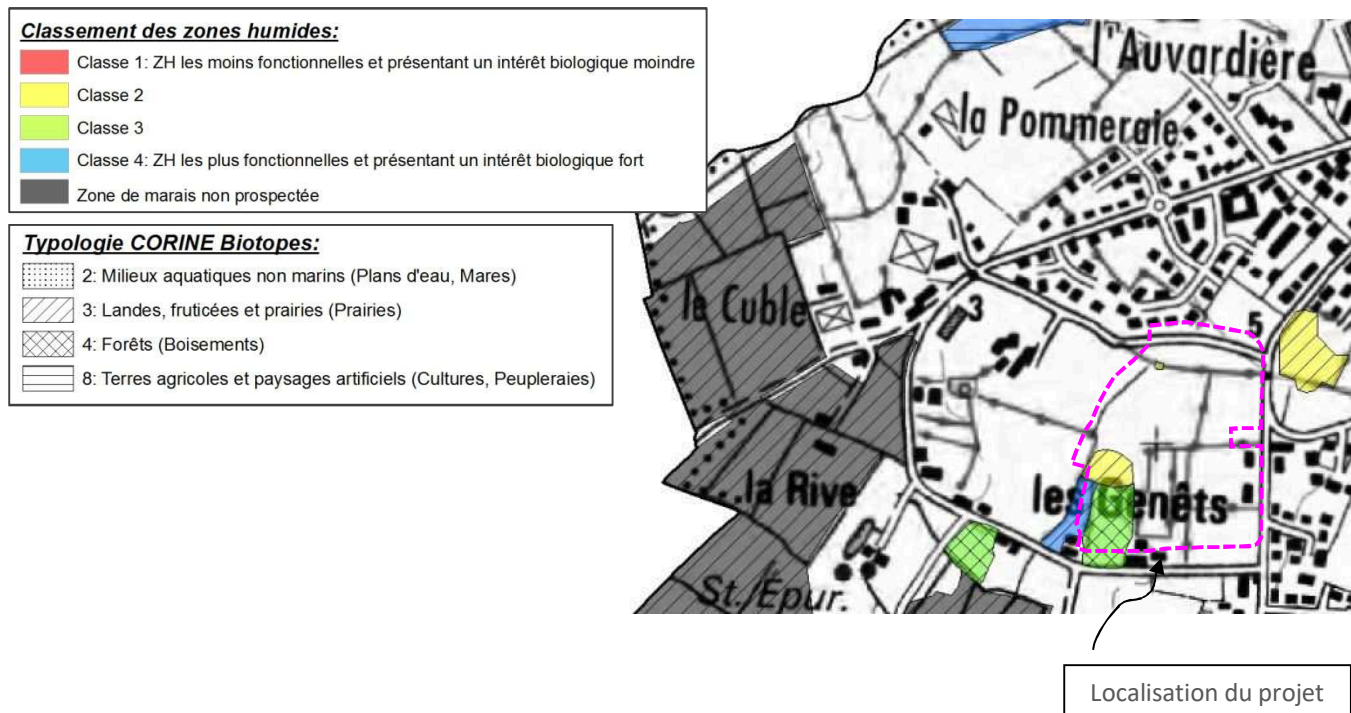 Classement des zones humides:
Classe 1: ZH les moins fonctionnelles et présentant un intérêt biologique moindre
Classe 2
Classe 3
Classe 4: ZH les plus fonctionnelles et présentant un intérêt biologique fort
Zone de marais non prospectée
Typologie CORINE Biotopes:
2: Milieux aquatiques non marins (Plans d'eau, Mares)
3: Landes, fruticées et prairies (Prairies)
4: Forêts (Boisements)
8: Terres agricoles et paysages artificiels (Cultures, Peupleraies)
l'Auvardière
la Pommeraie
le Cuble
3
5
la Rive
les Genêts
St. Épur.
Localisation du projet